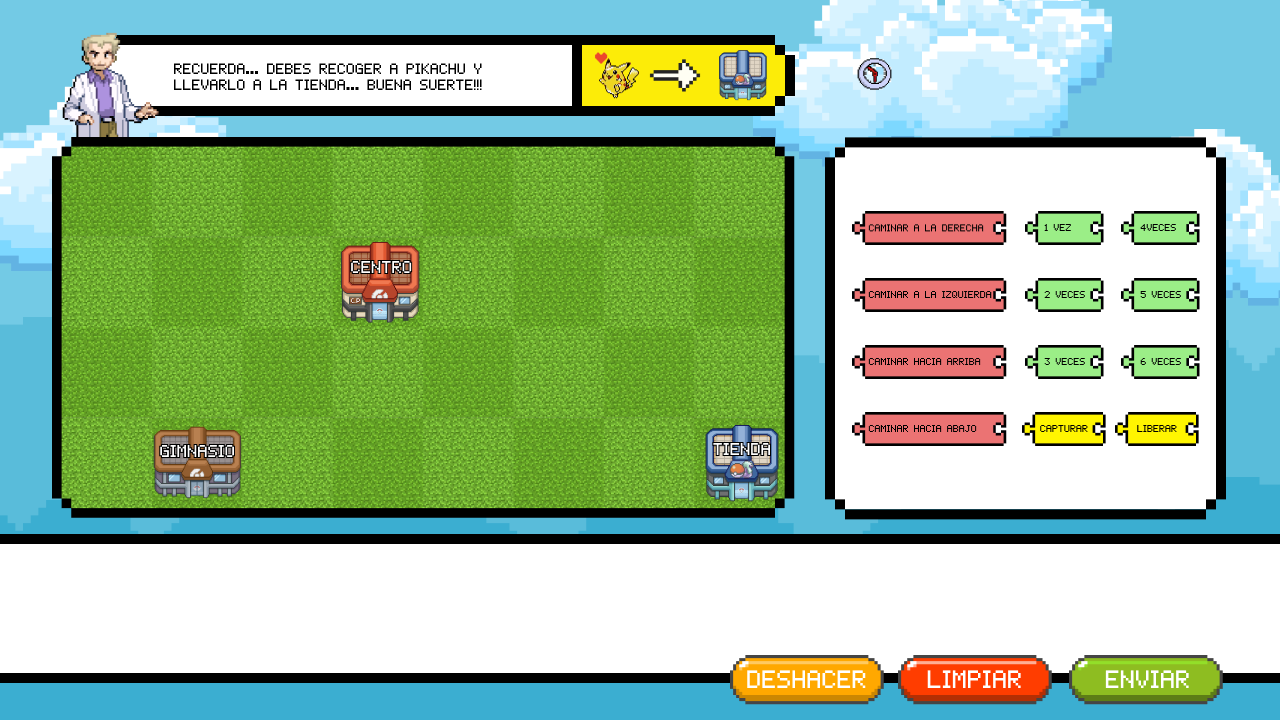 RECUERDA... DEBES RECOGER A PIKACHU Y
LLEVARLO A LA TIENDA... BUENA SUERTE!!!
CENTRO
CP
GIMNASIO
TIENDA
CAMINAR A LA DERECHA
1 VEZ
4VECES
CAMINAR A LA IZQUIERDA
2 VECES
5 VECES
CAMINAR HACIA ARRIBA
3 VECES
6 VECES
CAMINAR HACIA ABAJO
CAPTURAR
LIBERAR
DESHACER
LIMPIAR
ENVIAR